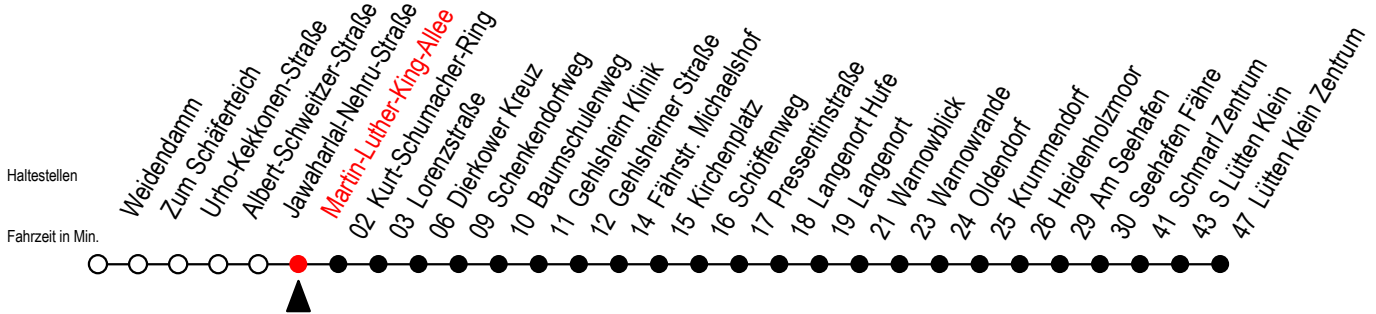 Haltestellen
Fahrzeit in Min.
Weidendamm
Zum Schäferteich
Urho-Kekkonen-Straße
Albert-Schweitzer-Straße
Jawaharlal-Nehru-Straße
Martin-Luther-King-Allee
02 Kurt-Schumacher-Ring
03 Lorenzstraße
06 Dierkower Kreuz
09 Schenkendorfweg
10 Baumschulenweg
11 Gehlsheim Klinik
12 Gehlsheimer Straße
14 Fährstr. Michaelshof
15 Kirchenplatz
16 Schöffenweg
17 Pressentinstraße
18 Langenort Hufe
19 Langenort
21 Warnowblick
23 Warnowrande
24 Oldendorf
25 Krummendorf
26 Heidenholzmoor
29 Am Seehafen
30 Seehafen Fähre
41 Schmarl Zentrum
43 S Lütten Klein
47 Lütten Klein Zentrum